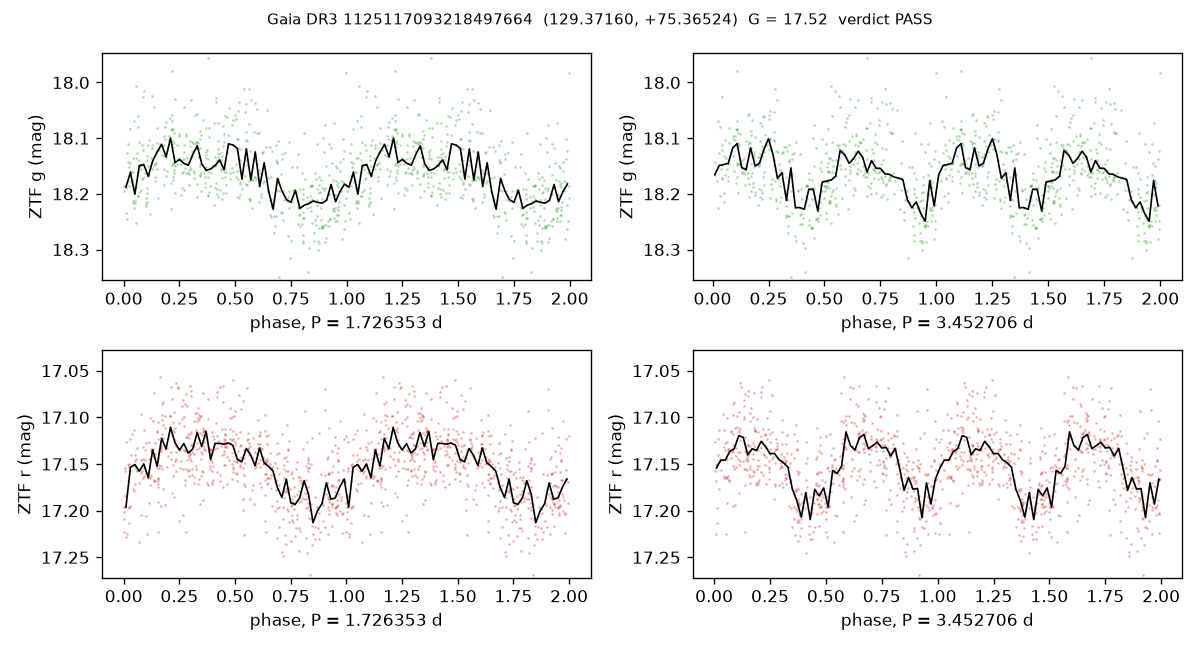 Gaia DR3 1125117093218497664  (129.37160, +75.36524)  G = 17.52  verdict PASS
ZTF g (mag)
18.0
18.1
18.2
18.3
0.00 0.25 0.50 0.75 1.00 1.25 1.50 1.75 2.00
phase, P = 1.726353 d
ZTF g (mag)
18.0
18.1
18.2
18.3
0.00 0.25 0.50 0.75 1.00 1.25 1.50 1.75 2.00
phase, P = 3.452706 d
ZTF r (mag)
17.05
17.10
17.15
17.20
17.25
0.00 0.25 0.50 0.75 1.00 1.25 1.50 1.75 2.00
phase, P = 1.726353 d
ZTF r (mag)
17.05
17.10
17.15
17.20
17.25
0.00 0.25 0.50 0.75 1.00 1.25 1.50 1.75 2.00
phase, P = 3.452706 d